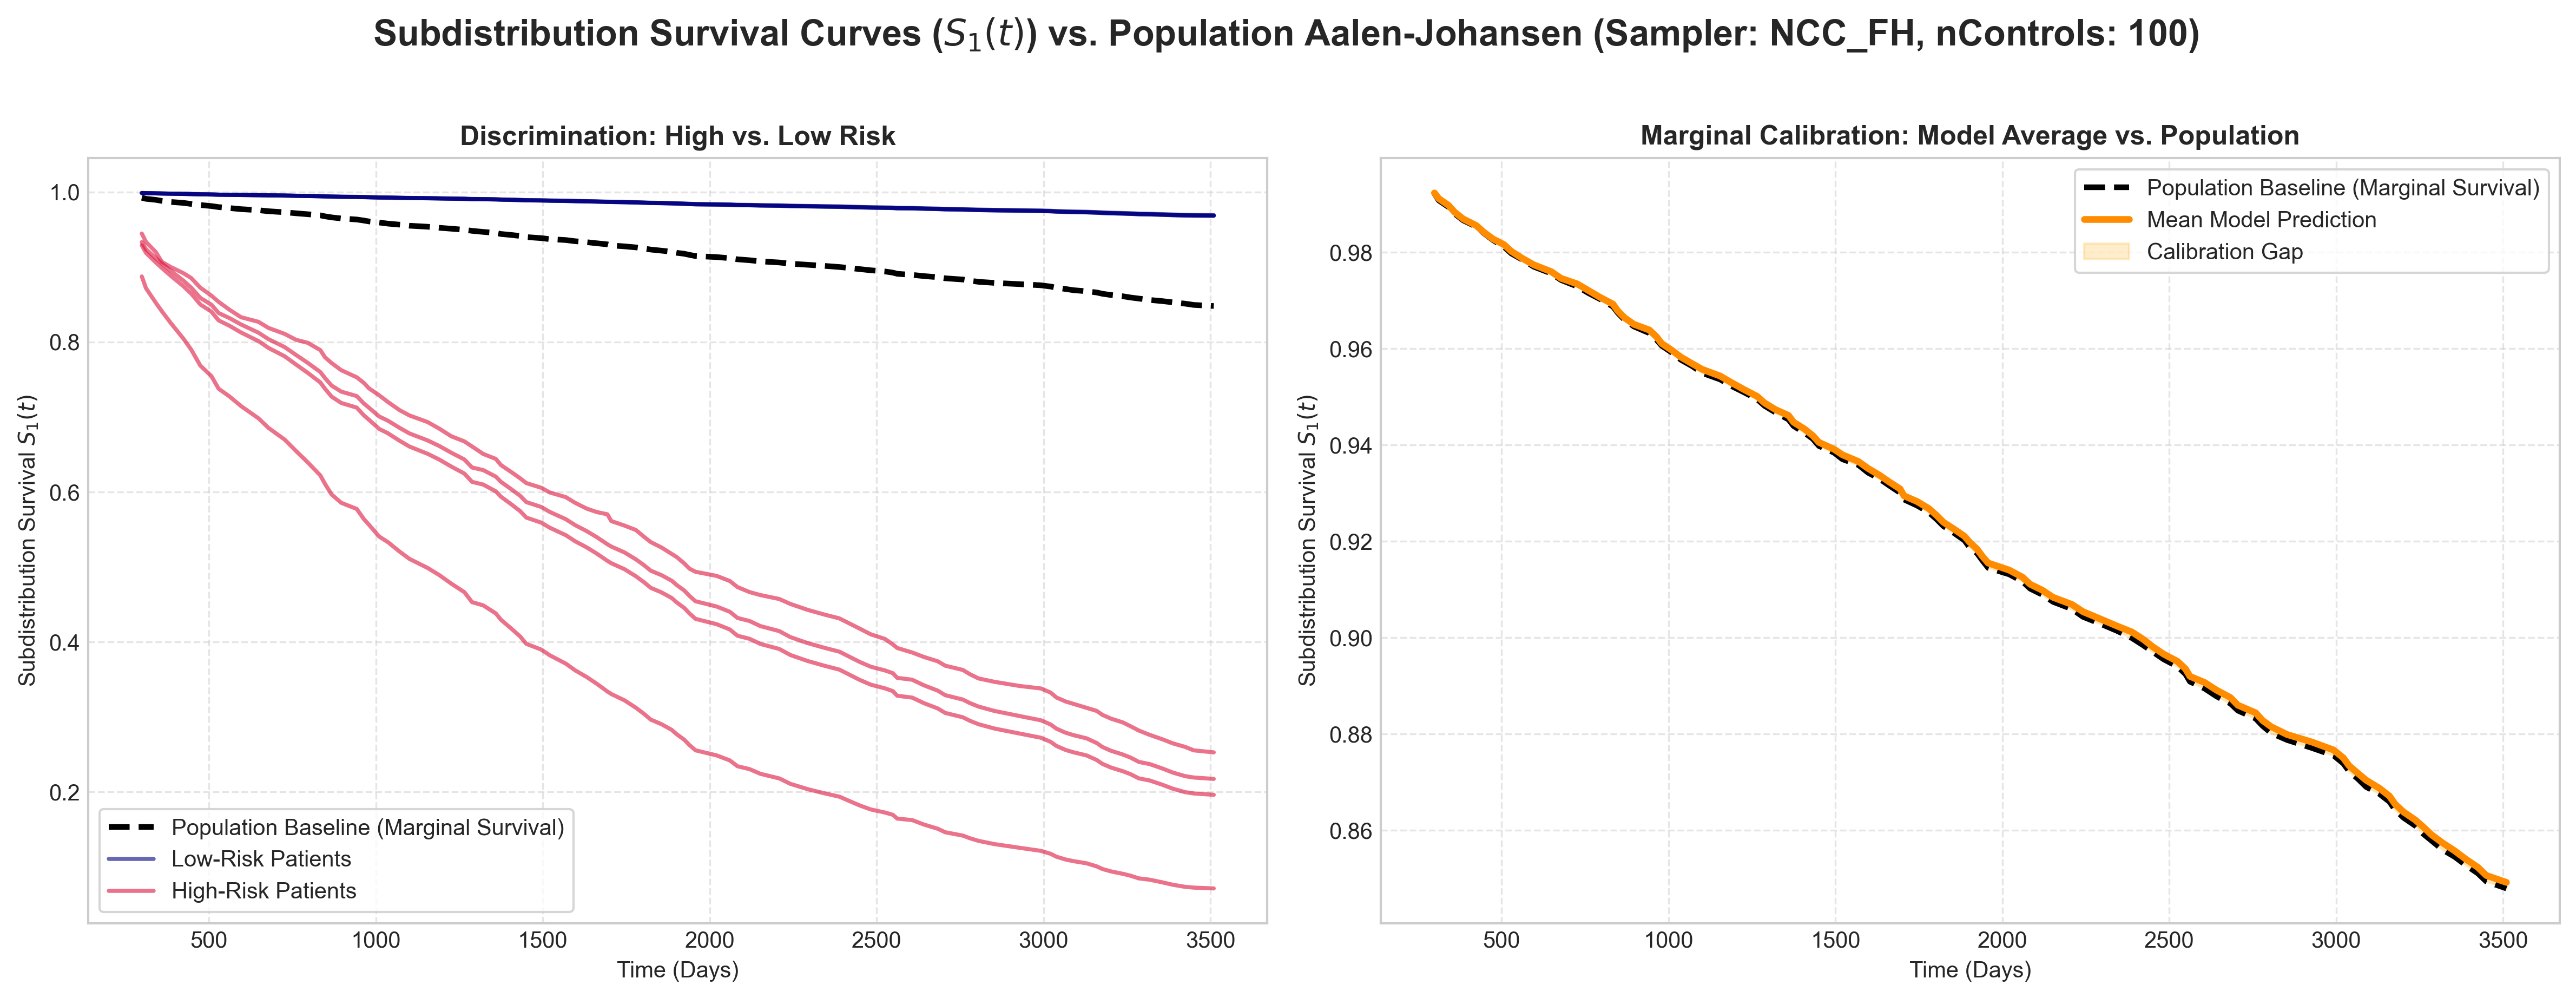 Subdistribution Survival Curves (S₁(t)) vs. Population Aalen-Johansen (Sampler: NCC_FH, nControls: 100)
Discrimination: High vs. Low Risk
Subdistribution Survival S₁(t)
1.0
0.8
0.6
0.4
0.2
Population Baseline (Marginal Survival)
Low-Risk Patients
High-Risk Patients
500 1000 1500 2000 2500 3000 3500
Time (Days)
Marginal Calibration: Model Average vs. Population
Subdistribution Survival S₁(t)
0.98
0.96
0.94
0.92
0.90
0.88
0.86
Population Baseline (Marginal Survival)
Mean Model Prediction
Calibration Gap
500 1000 1500 2000 2500 3000 3500
Time (Days)